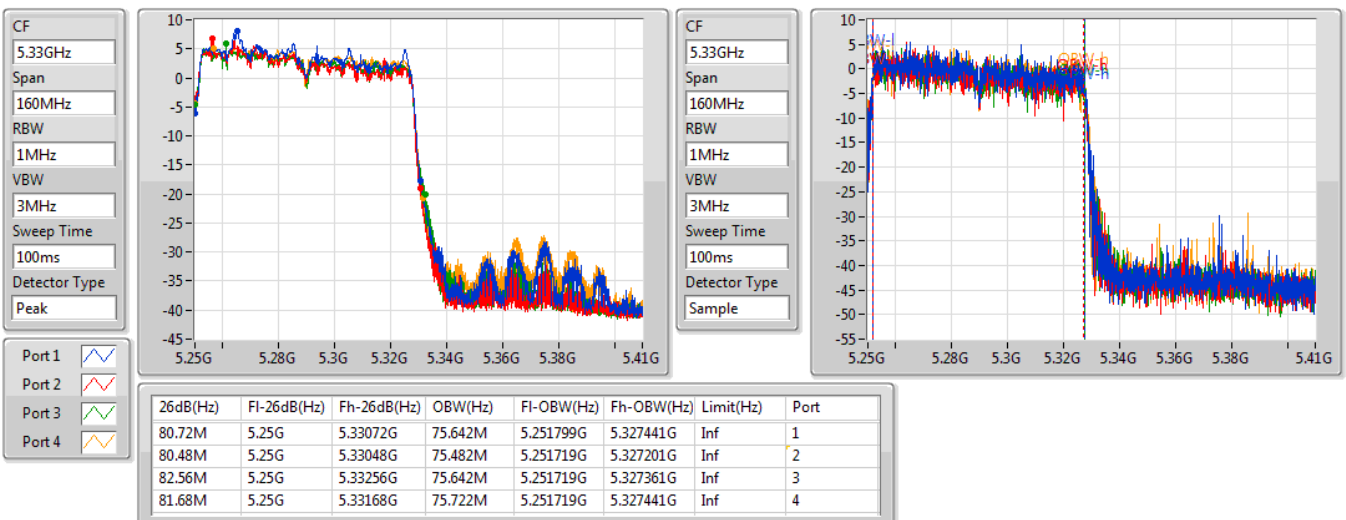 CF
5.33GHz
Span
160MHz
RBW
1MHz
VBW
3MHz
Sweep Time
100ms
Detector Type
Peak
10
5
0
-5
-10
-15
-20
-25
-30
-35
-40
-45
5.25G 5.28G 5.3G 5.32G 5.34G 5.36G 5.38G 5.41G
CF
5.33GHz
Span
160MHz
RBW
1MHz
VBW
3MHz
Sweep Time
100ms
Detector Type
Sample
10
5
0
-5
-10
-15
-20
-25
-30
-35
-40
-45
-50
-55
5.25G 5.28G 5.3G 5.32G 5.34G 5.36G 5.38G 5.41G
Port 1
Port 2
Port 3
Port 4
26dB(Hz) Fl-26dB(Hz) Fh-26dB(Hz) OBW(Hz) Fl-OBW(Hz) Fh-OBW(Hz) Limit(Hz) Port
80.72M 5.25G 5.33072G 75.642M 5.251799G 5.327441G Inf 1
80.48M 5.25G 5.33048G 75.482M 5.251719G 5.327201G Inf 2
82.56M 5.25G 5.33256G 75.642M 5.251719G 5.327361G Inf 3
81.68M 5.25G 5.33168G 75.722M 5.251719G 5.327441G Inf 4